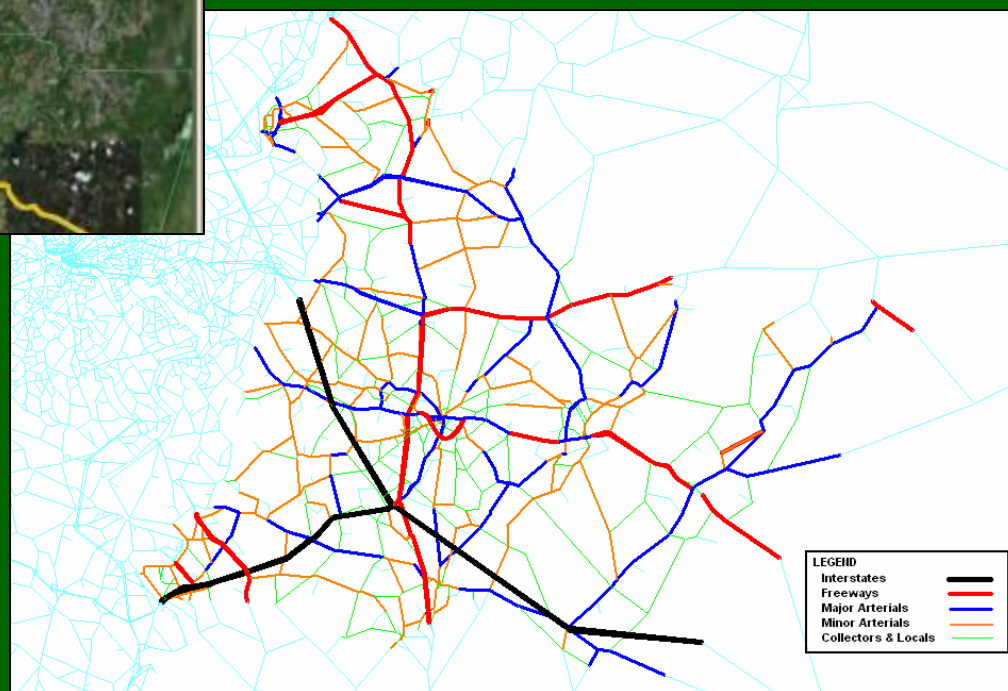 LEGEND
Interstates
Freeways
Major Arterials
Minor Arterials
Collectors & Locals